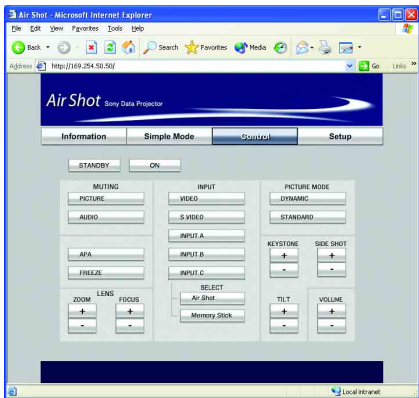 Air Shot - Microsoft Internet Explorer
File Edit View Favorites Tools Help
Back Search Favorites Media
Address http://169.254.50.50/ Go Links »
Air Shot Sony Data Projector
Information Simple Mode Control Setup
STANDBY ON
MUTING INPUT PICTURE MODE
PICTURE VIDEO DYNAMIC
AUDIO S VIDEO STANDARD
INPUT A
KEYSTONE SIDE SHOT
APA INPUT B + +
FREEZE INPUT C - -
LENS SELECT
ZOOM FOCUS Air Shot TILT VOLUME
+ + Memory Stick + +
- - - -
Local intranet